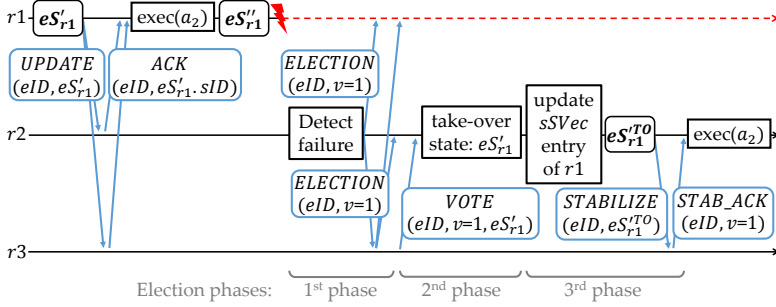 r1
eS′r1
exec(a2)
eS′′r1
UPDATE
(eID, eS′r1)
ACK
(eID, eS′r1.sID)
ELECTION
(eID, v=1)
r2
Detect
failure
take-over
state: eS′r1
update
sSVec
entry
of r1
eS′TOr1
exec(a2)
ELECTION
(eID, v=1)
VOTE
(eID, v=1, eS′r1)
STABILIZE
(eID, eS′TOr1)
STAB_ACK
(eID, v=1)
r3
Election phases:
1st phase
2nd phase
3rd phase